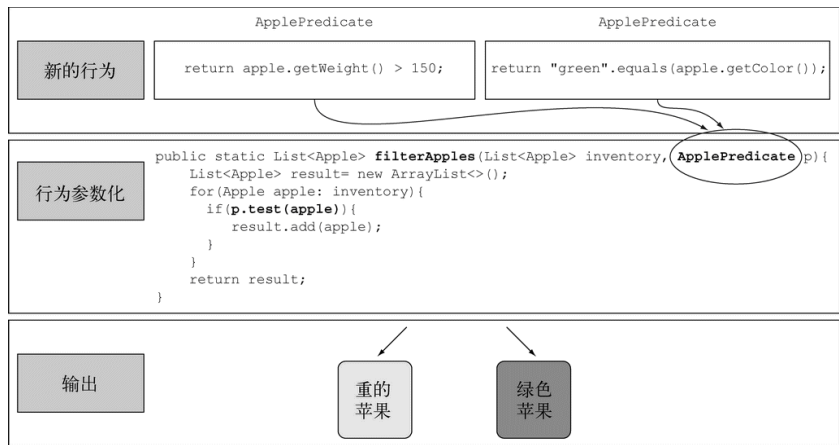 ApplePredicate
ApplePredicate
新的行为
return apple.getWeight() > 150;
return "green".equals(apple.getColor());
行为参数化
public static List<Apple> filterApples(List<Apple> inventory, ApplePredicate p){
List<Apple> result= new ArrayList<>();
for(Apple apple: inventory){
if(p.test(apple)){
result.add(apple);
}
}
return result;
}
输出
重的
苹果
绿色
苹果